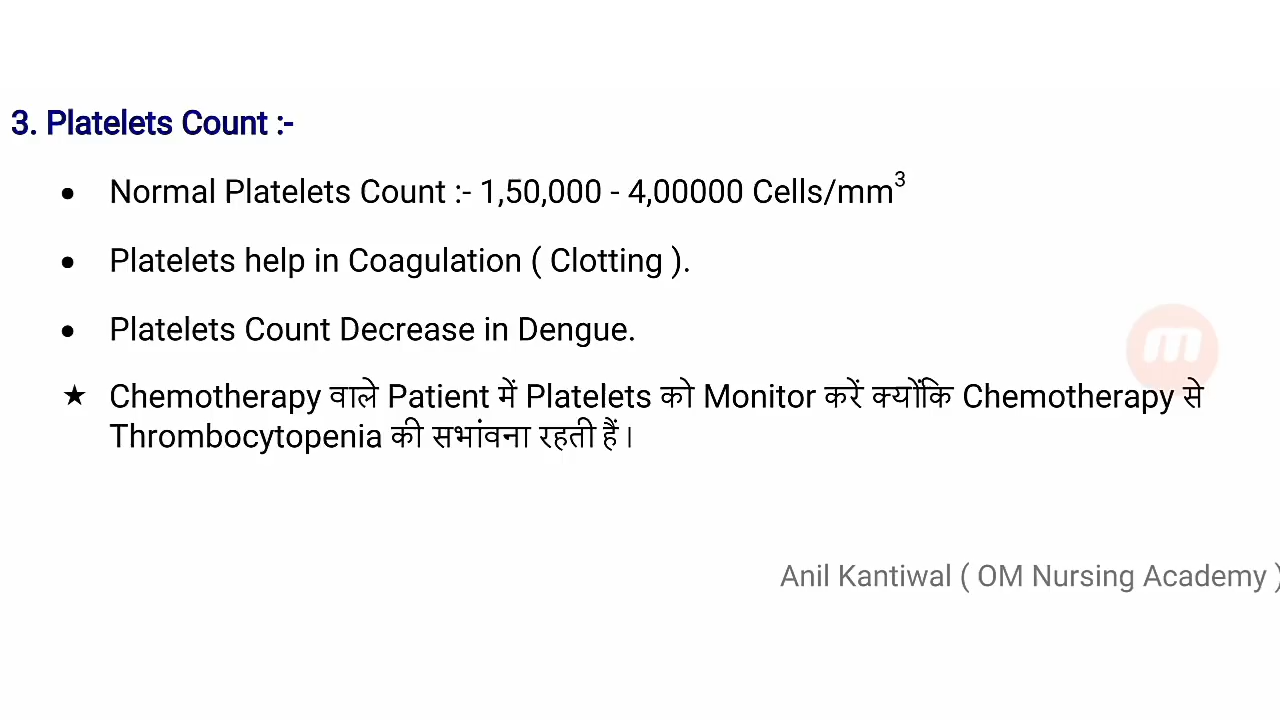 3. Platelets Count :-
• Normal Platelets Count :- 1,50,000 - 4,00000 Cells/mm³
• Platelets help in Coagulation ( Clotting ).
• Platelets Count Decrease in Dengue.
★ Chemotherapy वाले Patient में Platelets को Monitor करें क्योंकि Chemotherapy से
Thrombocytopenia की सभांवना रहती हैं।
Anil Kantiwal ( OM Nursing Academy )